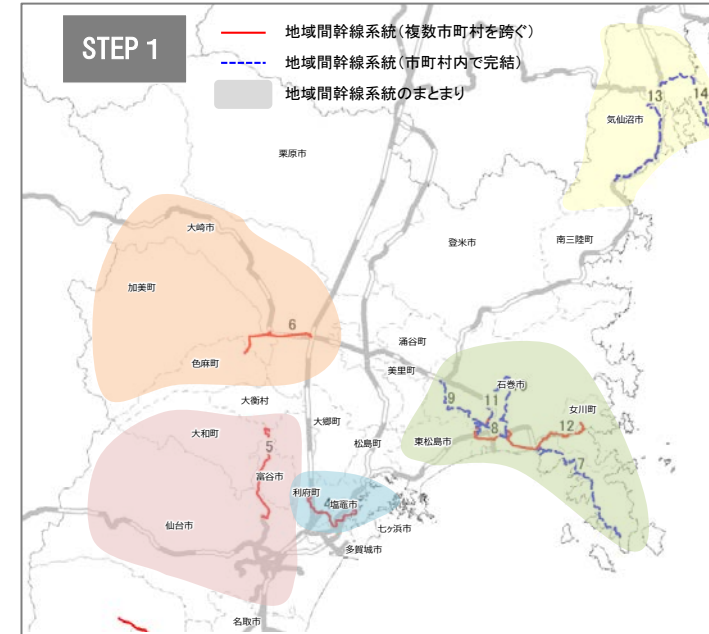 STEP 1
地域間幹線系統(複数市町村を跨ぐ)
地域間幹線系統(市町村内で完結)
地域間幹線系統のまとまり
13
14
気仙沼市
栗原市
大崎市
登米市
南三陸町
加美町
6
涌谷町
色麻町
美里町
石巻市
9
11
大衡村
女川町
大郷町
8
12
大和町
5
松島町
東松島市
7
富谷市
利府町
4
塩竈市
仙台市
七ヶ浜市
多賀城市
名取市